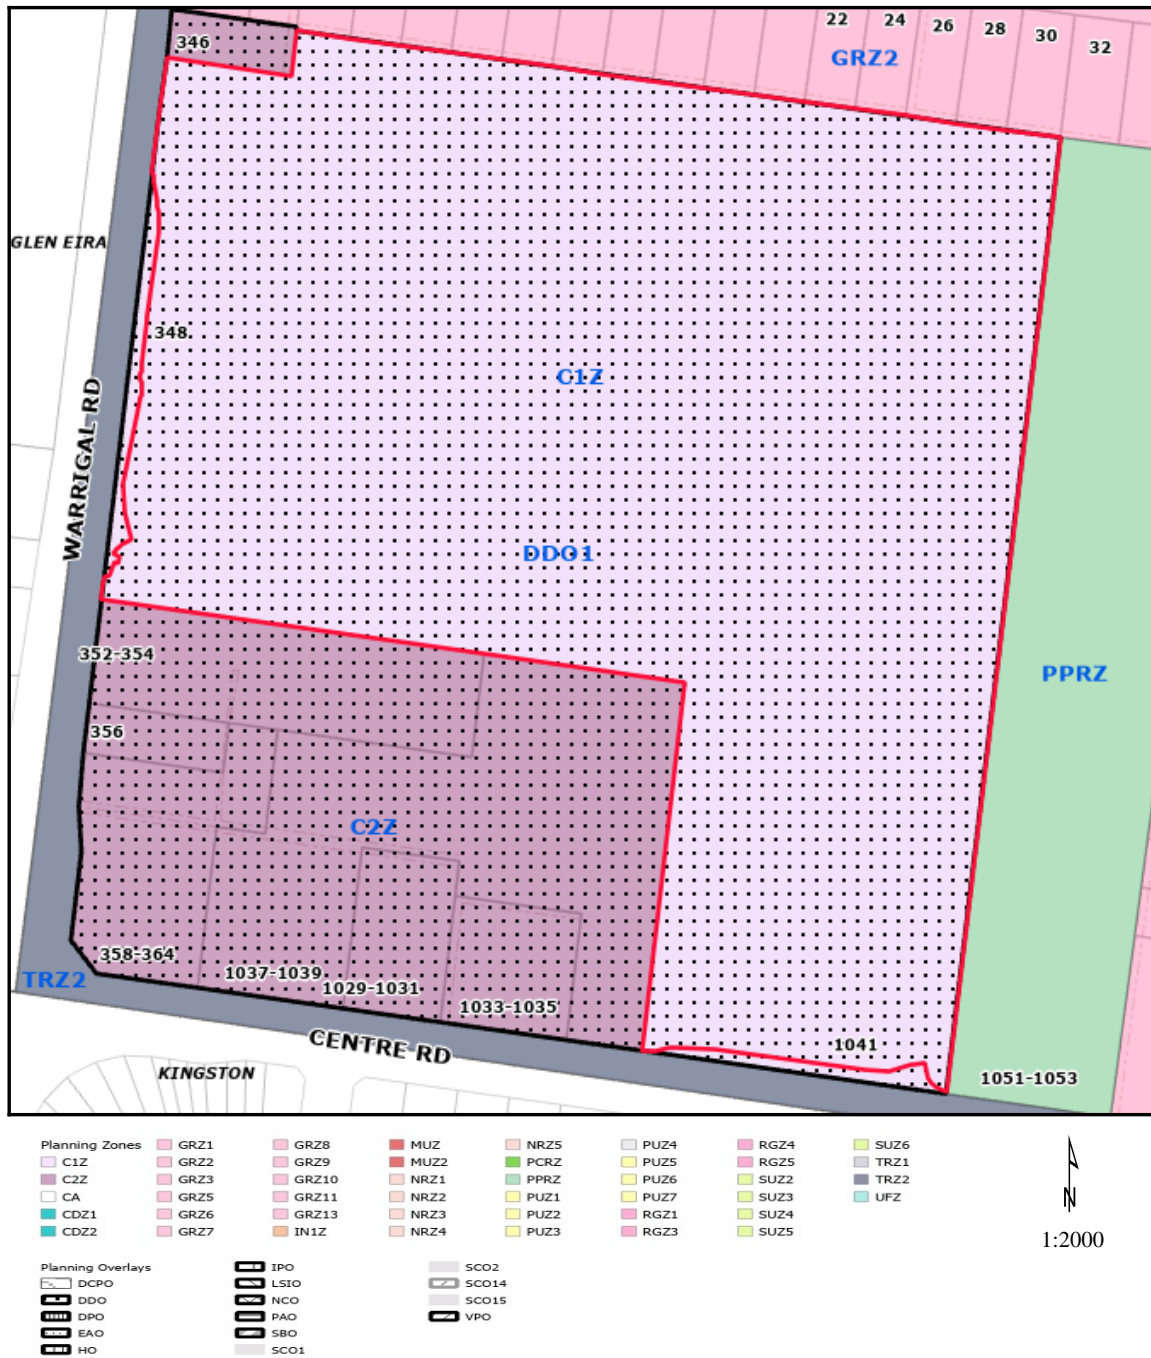 22 24 26 28 30 32
346
GRZ2
GLEN EIRA
348
C1Z
WARRIGAL RD
DDO1
352-354
PPRZ
356
C2Z
358-364
TRZ2
1037-1039
1029-1031
1033-1035
CENTRE RD
1041
KINGSTON
1051-1053
Planning Zones GRZ1 GRZ8 MUZ NRZ5 PUZ4 RGZ4 SUZ6
C1Z GRZ2 GRZ9 MUZ2 PCRZ PUZ5 RGZ5 TRZ1
C2Z GRZ3 GRZ10 NRZ1 PPRZ PUZ6 SUZ2 TRZ2
CA GRZ5 GRZ11 NRZ2 PUZ1 PUZ7 SUZ3 UFZ
CDZ1 GRZ6 GRZ13 NRZ3 PUZ2 RGZ1 SUZ4
CDZ2 GRZ7 IN1Z NRZ4 PUZ3 RGZ3 SUZ5
N
1:2000
Planning Overlays IPO SCO2
DCPO LSIO SCO14
DDO NCO SCO15
DPO PAO VPO
EAO SBO
HO SCO1